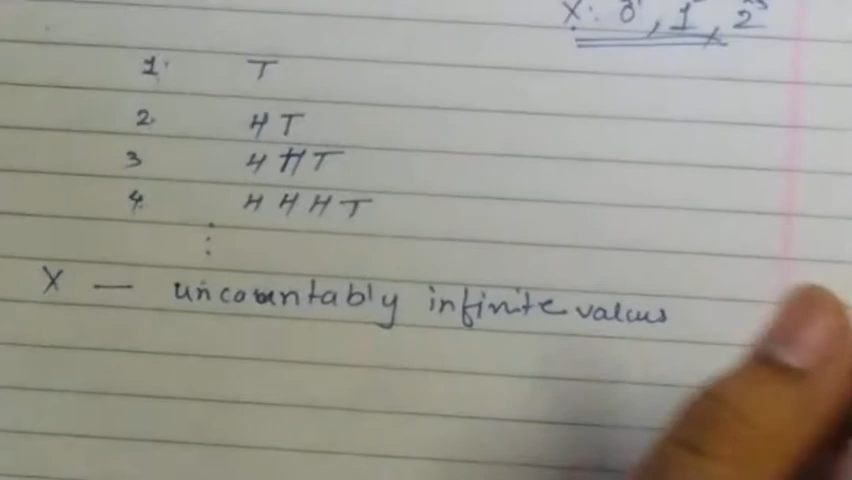 X: 0, 1, 2
1. T
2. H T
3 H H T
4. H H H T
⋮
X — uncountably infinite values